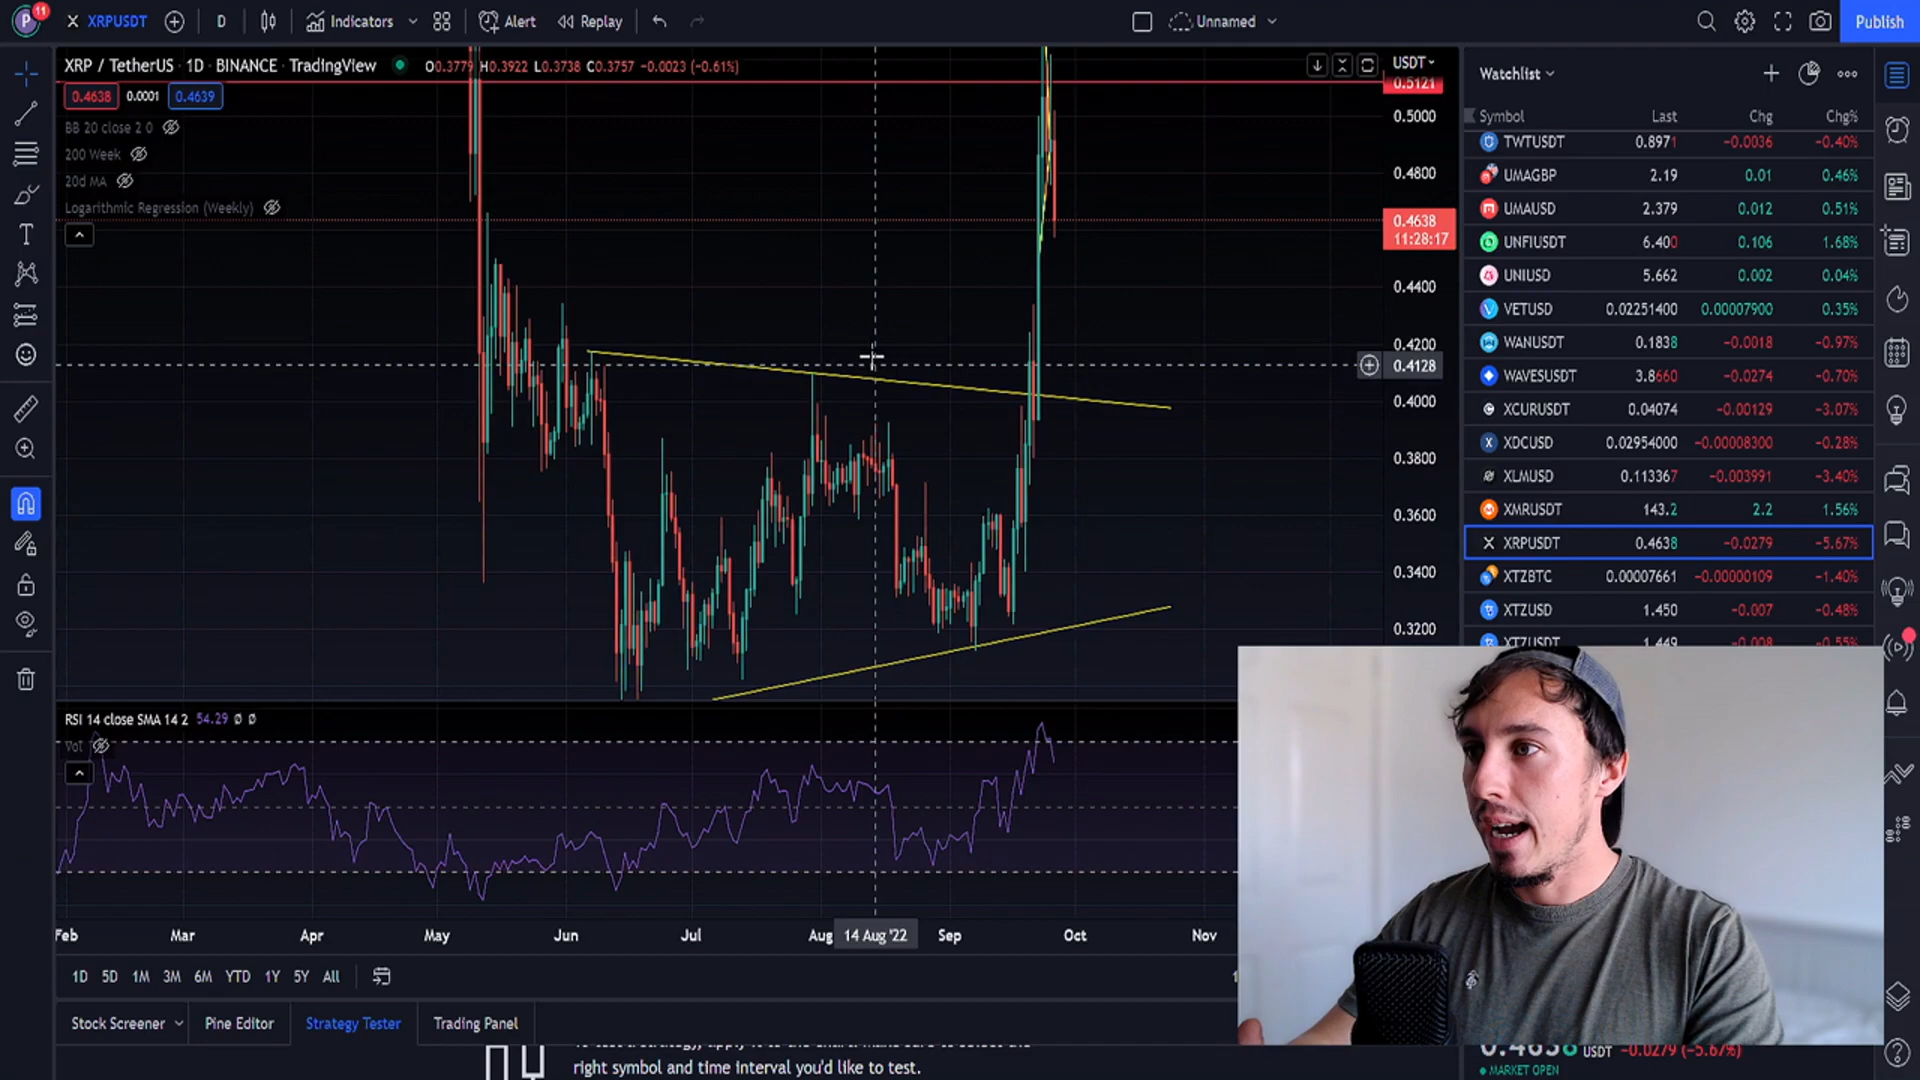 P 11 XRPUSDT D Indicators Alert Replay Unnamed Publish
XRP / TetherUS · 1D · BINANCE · TradingView O0.3779 H0.3922 L0.3738 C0.3757 -0.0023 (-0.61%)
0.4638 0.0001 0.4639
BB 20 close 2 0
200 Week
20d MA
Logarithmic Regression (Weekly)
USDT
0.5121
0.5000
0.4800
0.4638
11:28:17
0.4400
0.4200
0.4128
0.4000
0.3800
0.3600
0.3400
0.3200
RSI 14 close SMA 14 2 54.29 Ø Ø
Vol
Feb Mar Apr May Jun Jul Aug 14 Aug '22 Sep Oct Nov
1D 5D 1M 3M 6M YTD 1Y 5Y All
Stock Screener Pine Editor Strategy Tester Trading Panel
right symbol and time interval you'd like to test.
Watchlist
Symbol Last Chg Chg%
TWTUSDT 0.8971 -0.0036 -0.40%
UMAGBP 2.19 0.01 0.46%
UMAUSD 2.379 0.012 0.51%
UNFIUSDT 6.400 0.106 1.68%
UNIUSD 5.662 0.002 0.04%
VETUSD 0.02251400 0.00007900 0.35%
WANUSDT 0.1838 -0.0018 -0.97%
WAVESUSDT 3.8660 -0.0274 -0.70%
XCURUSDT 0.04074 -0.00129 -3.07%
XDCUSD 0.02954000 -0.00008300 -0.28%
XLMUSD 0.113367 -0.003991 -3.40%
XMRUSDT 143.2 2.2 1.56%
XRPUSDT 0.4638 -0.0279 -5.67%
XTZBTC 0.00007661 -0.00000109 -1.40%
XTZUSD 1.450 -0.007 -0.48%
XTZUSDT 1.449 -0.008 -0.55%
0.4638 USDT -0.0279 (-5.67%)
MARKET OPEN